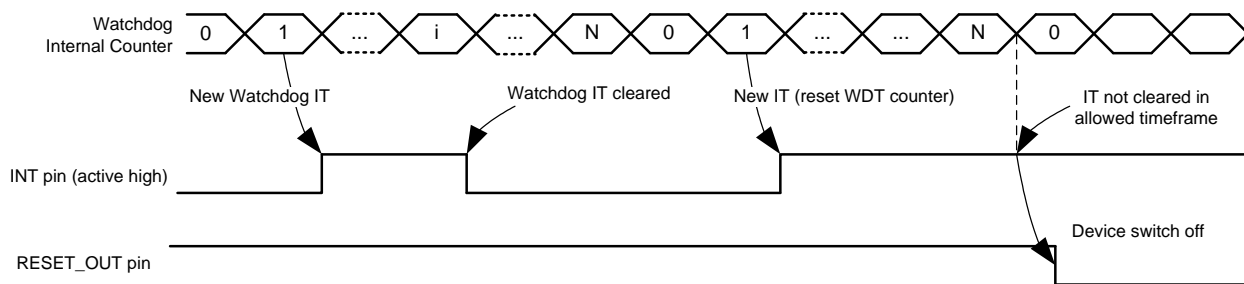 Watchdog
Internal Counter
0 1 ... i ... N 0 1 ... ... N 0
New Watchdog IT
Watchdog IT cleared
New IT (reset WDT counter)
IT not cleared in
allowed timeframe
INT pin (active high)
Device switch off
RESET_OUT pin